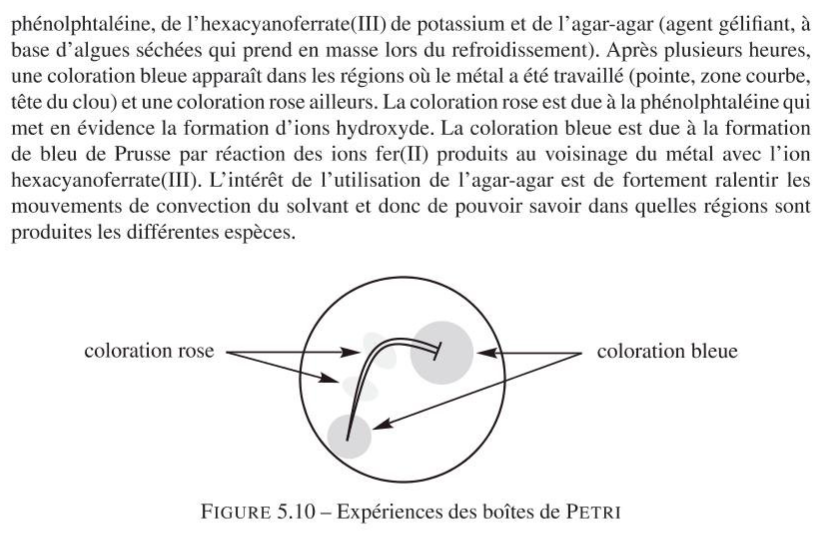 phénolphtaléine, de l’hexacyanoferrate(III) de potassium et de l’agar-agar (agent gélifiant, à
base d’algues séchées qui prend en masse lors du refroidissement). Après plusieurs heures,
une coloration bleue apparaît dans les régions où le métal a été travaillé (pointe, zone courbe,
tête du clou) et une coloration rose ailleurs. La coloration rose est due à la phénolphtaléine qui
met en évidence la formation d’ions hydroxyde. La coloration bleue est due à la formation
de bleu de Prusse par réaction des ions fer(II) produits au voisinage du métal avec l’ion
hexacyanoferrate(III). L’intérêt de l’utilisation de l’agar-agar est de fortement ralentir les
mouvements de convection du solvant et donc de pouvoir savoir dans quelles régions sont
produites les différentes espèces.
coloration rose
coloration bleue
FIGURE 5.10 – Expériences des boîtes de PETRI